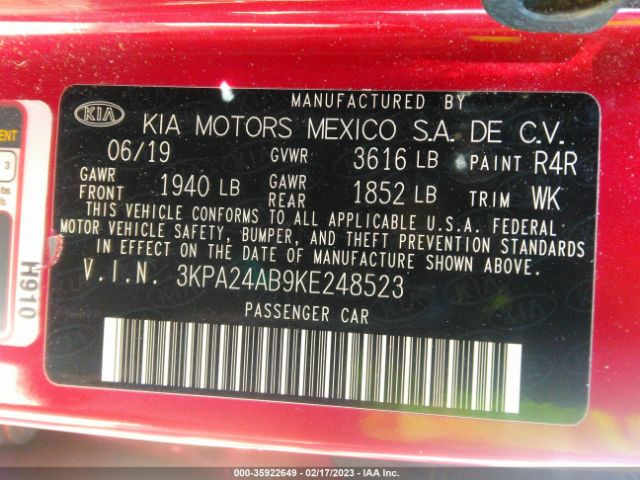 MANUFACTURED BY
KIA KIA MOTORS MEXICO S.A. DE C.V.
06/19 GVWR 3616 LB PAINT R4R
GAWR FRONT 1940 LB GAWR REAR 1852 LB TRIM WK
THIS VEHICLE CONFORMS TO ALL APPLICABLE U.S.A. FEDERAL
MOTOR VEHICLE SAFETY, BUMPER, AND THEFT PREVENTION STANDARDS
IN EFFECT ON THE DATE OF MANUFACTURE SHOWN ABOVE.
V.I.N. 3KPA24AB9KE248523
PASSENGER CAR
3
lbs.
H910
000-35922649 - 02/17/2023 - IAA Inc.